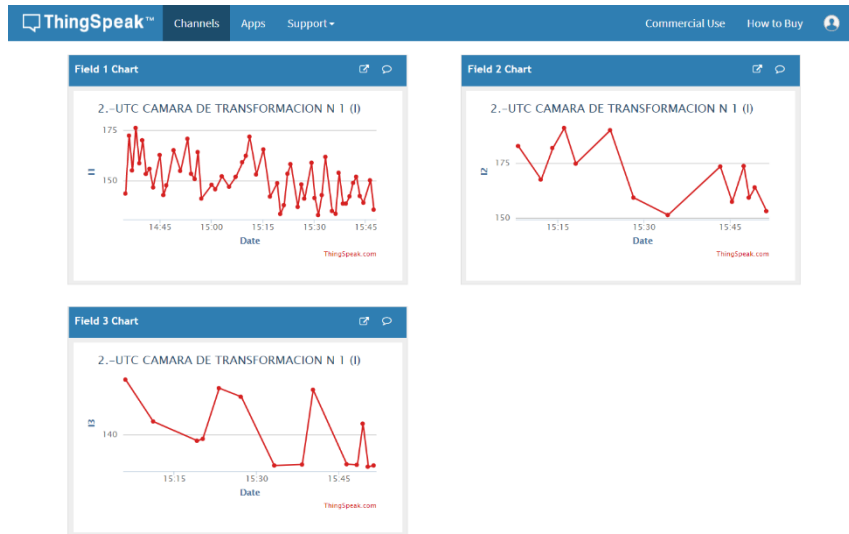 ThingSpeak™ Channels Apps Support Commercial Use How to Buy
Field 1 Chart
2.-UTC CAMARA DE TRANSFORMACION N 1 (I)
175
150
I1
14:45 15:00 15:15 15:30 15:45
Date
ThingSpeak.com
Field 2 Chart
2.-UTC CAMARA DE TRANSFORMACION N 1 (I)
175
150
I2
15:15 15:30 15:45
Date
ThingSpeak.com
Field 3 Chart
2.-UTC CAMARA DE TRANSFORMACION N 1 (I)
140
I3
15:15 15:30 15:45
Date
ThingSpeak.com